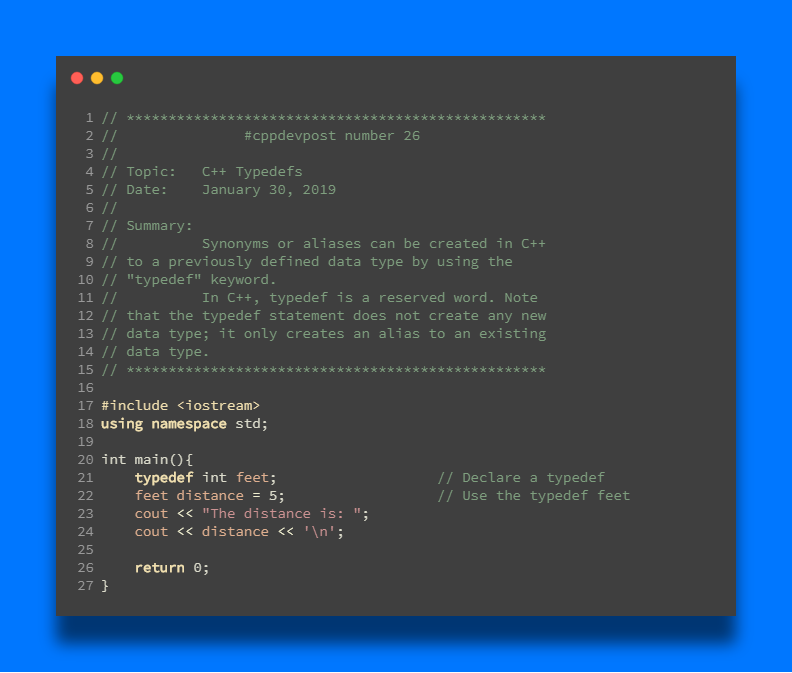 1 // **************************************************
2 //               #cppdevpost number 26
3 //
4 // Topic:   C++ Typedefs
5 // Date:    January 30, 2019
6 //
7 // Summary:
8 //          Synonyms or aliases can be created in C++
9 // to a previously defined data type by using the
10 // "typedef" keyword.
11 //          In C++, typedef is a reserved word. Note
12 // that the typedef statement does not create any new
13 // data type; it only creates an alias to an existing
14 // data type.
15 // **************************************************
16
17 #include <iostream>
18 using namespace std;
19
20 int main(){
21     typedef int feet;                   // Declare a typedef
22     feet distance = 5;                  // Use the typedef feet
23     cout << "The distance is: ";
24     cout << distance << '\n';
25
26     return 0;
27 }